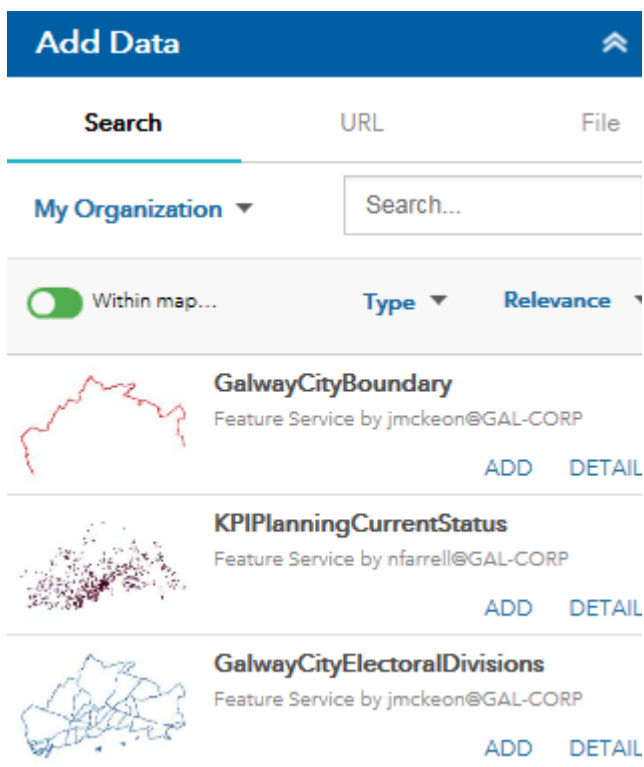 Add Data
Search URL File
My Organization Search...
Within map... Type Relevance
GalwayCityBoundary
Feature Service by jmckeon@GAL-CORP
ADD DETAIL
KPIPlanningCurrentStatus
Feature Service by nfarrell@GAL-CORP
ADD DETAIL
GalwayCityElectoralDivisions
Feature Service by jmckeon@GAL-CORP
ADD DETAIL